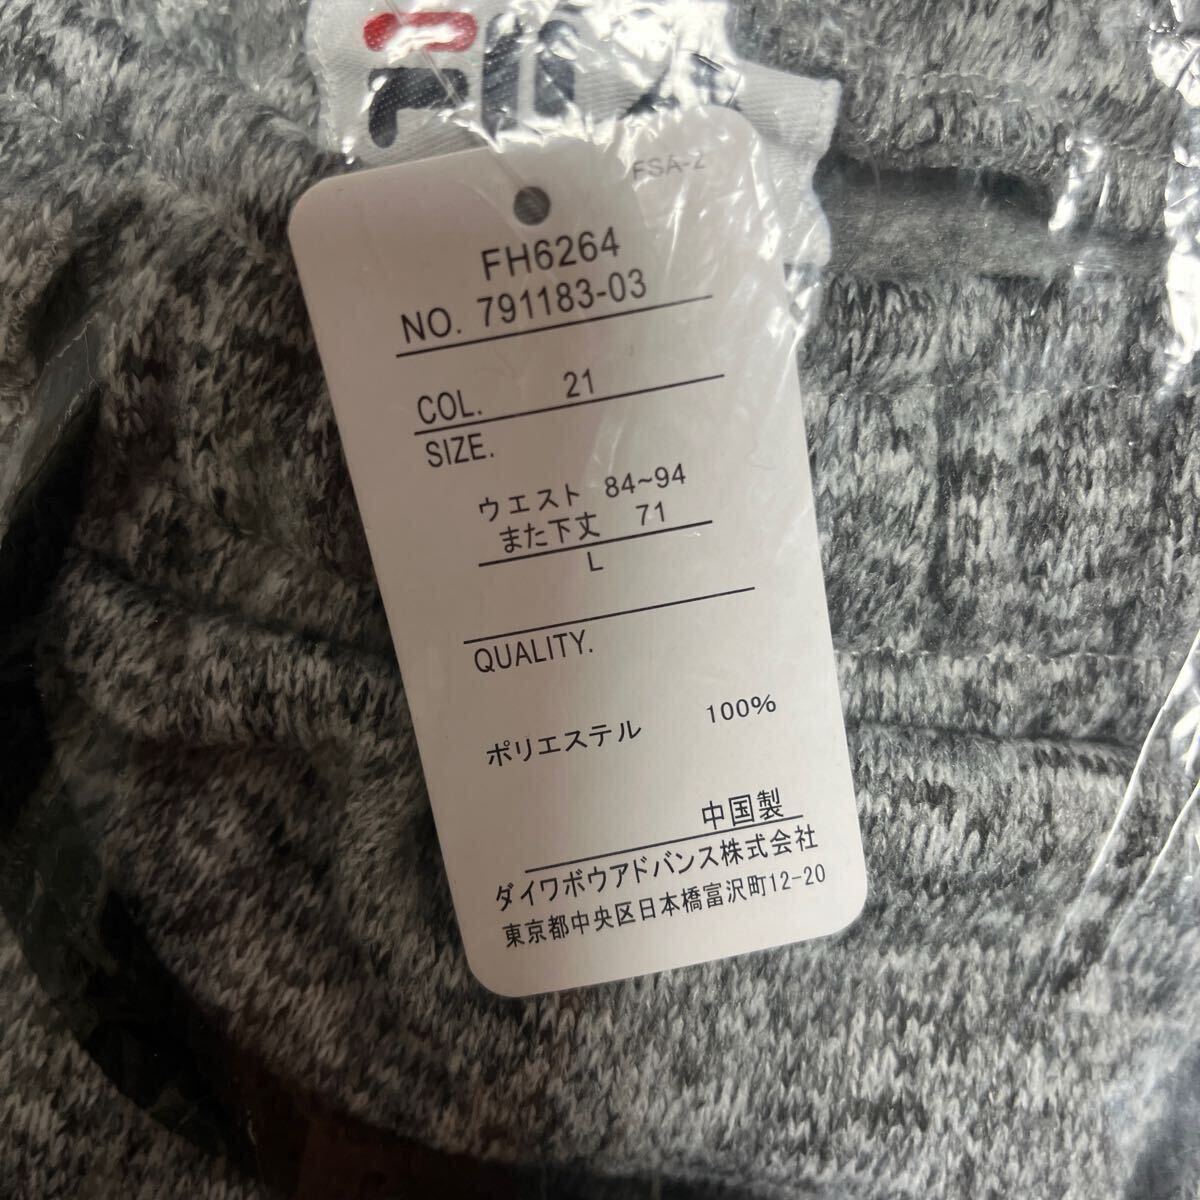 FILA
FSA-2
FH6264
NO. 791183-03
COL. 21
SIZE.
ウエスト 84~94
また下丈 71
L
QUALITY.
ポリエステル 100%
中国製
ダイワボウアドバンス株式会社
東京都中央区日本橋富沢町12-20